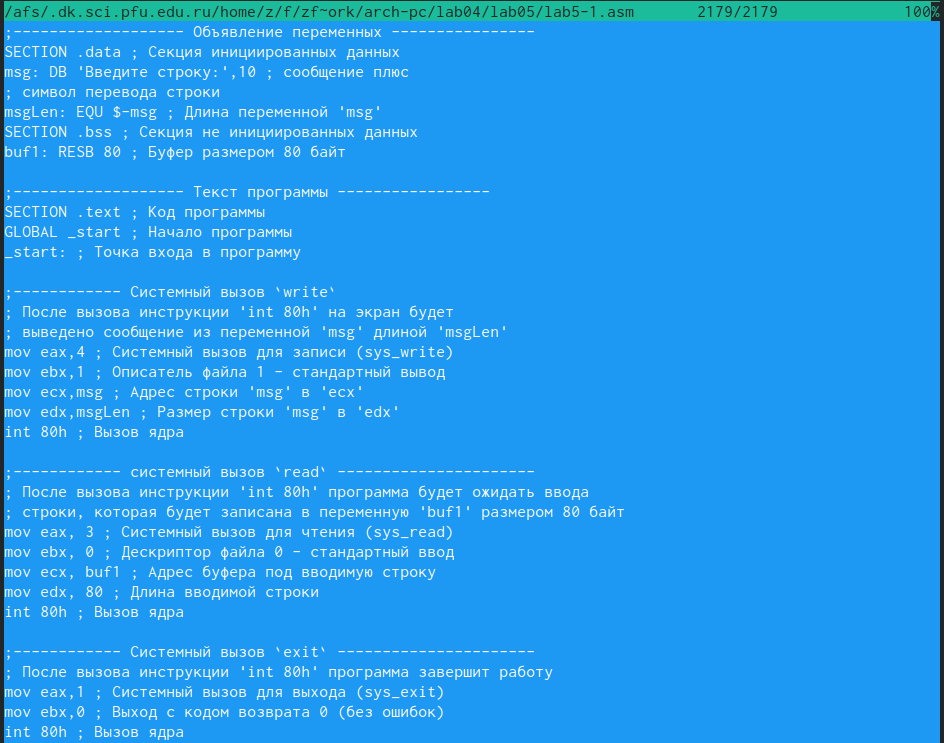 /afs/.dk.sci.pfu.edu.ru/home/z/f/zf~ork/arch-pc/lab04/lab05/lab5-1.asm 2179/2179 100%
;------------------- Объявление переменных ----------------
SECTION .data ; Секция инициированных данных
msg: DB 'Введите строку:',10 ; сообщение плюс
; символ перевода строки
msgLen: EQU $-msg ; Длина переменной 'msg'
SECTION .bss ; Секция не инициированных данных
buf1: RESB 80 ; Буфер размером 80 байт
;------------------- Текст программы -----------------
SECTION .text ; Код программы
GLOBAL _start ; Начало программы
_start: ; Точка входа в программу
;------------ Системный вызов `write`
; После вызова инструкции 'int 80h' на экран будет
; выведено сообщение из переменной 'msg' длиной 'msgLen'
mov eax,4 ; Системный вызов для записи (sys_write)
mov ebx,1 ; Описатель файла 1 - стандартный вывод
mov ecx,msg ; Адрес строки 'msg' в 'ecx'
mov edx,msgLen ; Размер строки 'msg' в 'edx'
int 80h ; Вызов ядра
;------------ системный вызов `read` ----------------------
; После вызова инструкции 'int 80h' программа будет ожидать ввода
; строки, которая будет записана в переменную 'buf1' размером 80 байт
mov eax, 3 ; Системный вызов для чтения (sys_read)
mov ebx, 0 ; Дескриптор файла 0 - стандартный ввод
mov ecx, buf1 ; Адрес буфера под вводимую строку
mov edx, 80 ; Длина вводимой строки
int 80h ; Вызов ядра
;------------ Системный вызов `exit` ----------------------
; После вызова инструкции 'int 80h' программа завершит работу
mov eax,1 ; Системный вызов для выхода (sys_exit)
mov ebx,0 ; Выход с кодом возврата 0 (без ошибок)
int 80h ; Вызов ядра